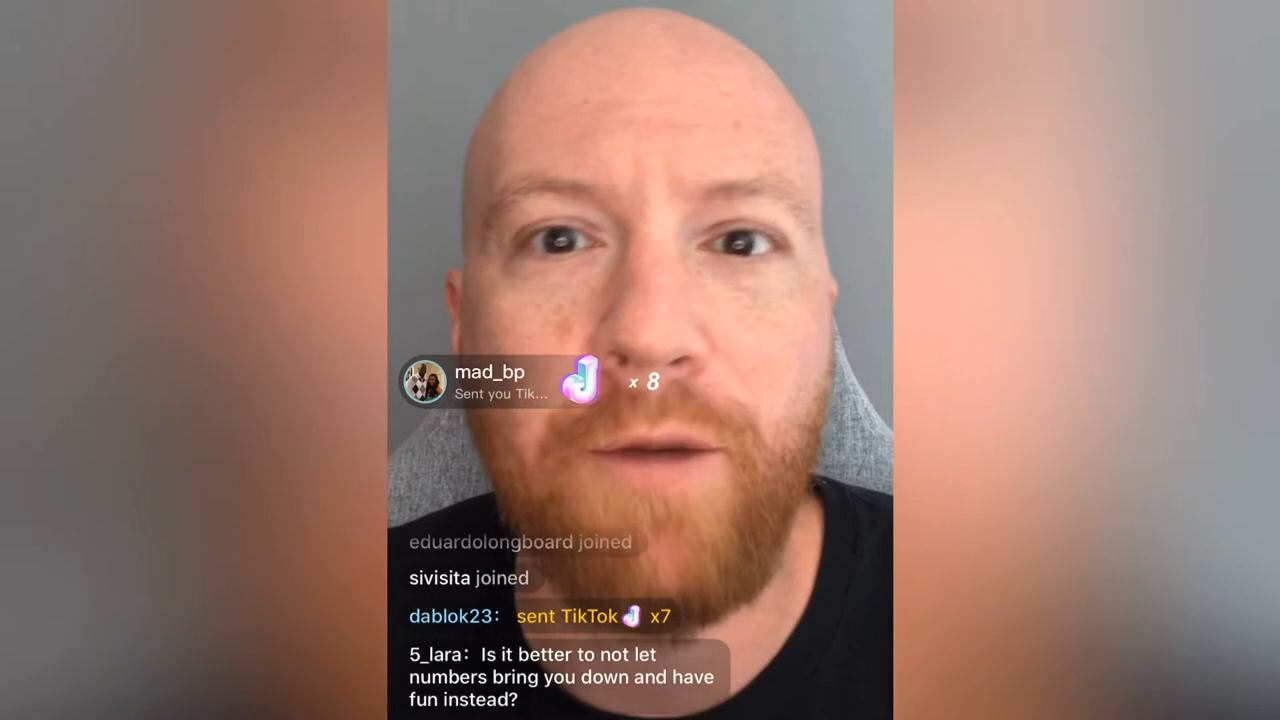 mad_bp
Sent you Tik...
x 8
eduardolongboard joined
sivisita joined
dablok23: sent TikTok x7
5_lara: Is it better to not let
numbers bring you down and have
fun instead?